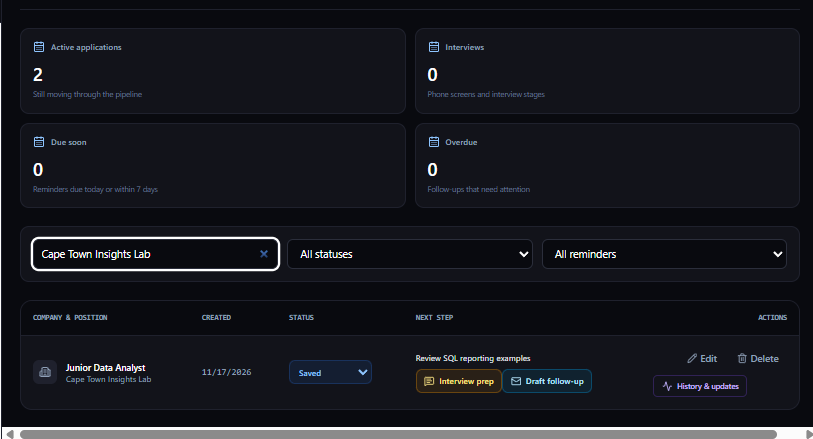 Active applications
2
Still moving through the pipeline
Interviews
0
Phone screens and interview stages
Due soon
0
Reminders due today or within 7 days
Overdue
0
Follow-ups that need attention
Cape Town Insights Lab
All statuses
All reminders
COMPANY & POSITION CREATED STATUS NEXT STEP ACTIONS
Junior Data Analyst
Cape Town Insights Lab
11/17/2026
Saved
Review SQL reporting examples
Interview prep Draft follow-up
Edit Delete
History & updates